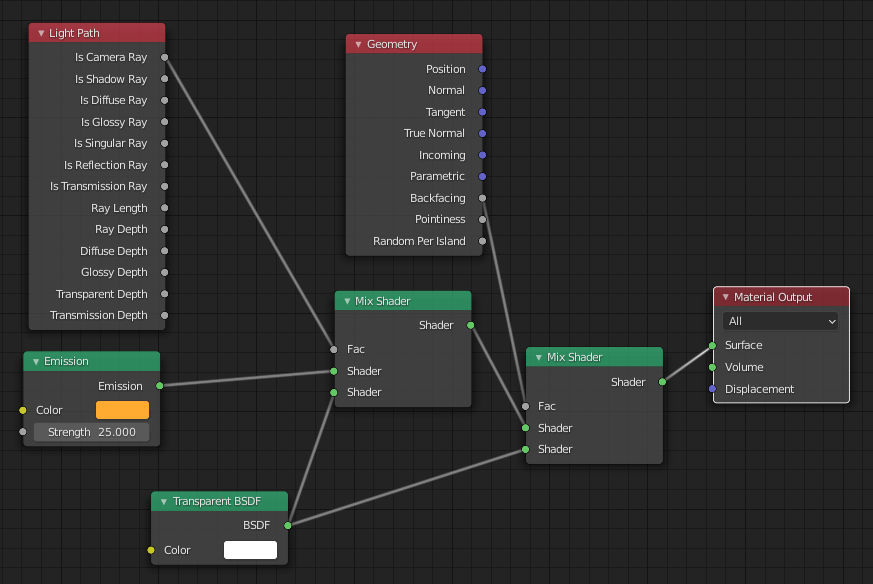 Light Path
Is Camera Ray
Is Shadow Ray
Is Diffuse Ray
Is Glossy Ray
Is Singular Ray
Is Reflection Ray
Is Transmission Ray
Ray Length
Ray Depth
Diffuse Depth
Glossy Depth
Transparent Depth
Transmission Depth
Geometry
Position
Normal
Tangent
True Normal
Incoming
Parametric
Backfacing
Pointiness
Random Per Island
Emission
Emission
Color
Strength 25.000
Mix Shader
Shader
Fac
Shader
Shader
Transparent BSDF
BSDF
Color
Mix Shader
Shader
Fac
Shader
Shader
Material Output
All
Surface
Volume
Displacement